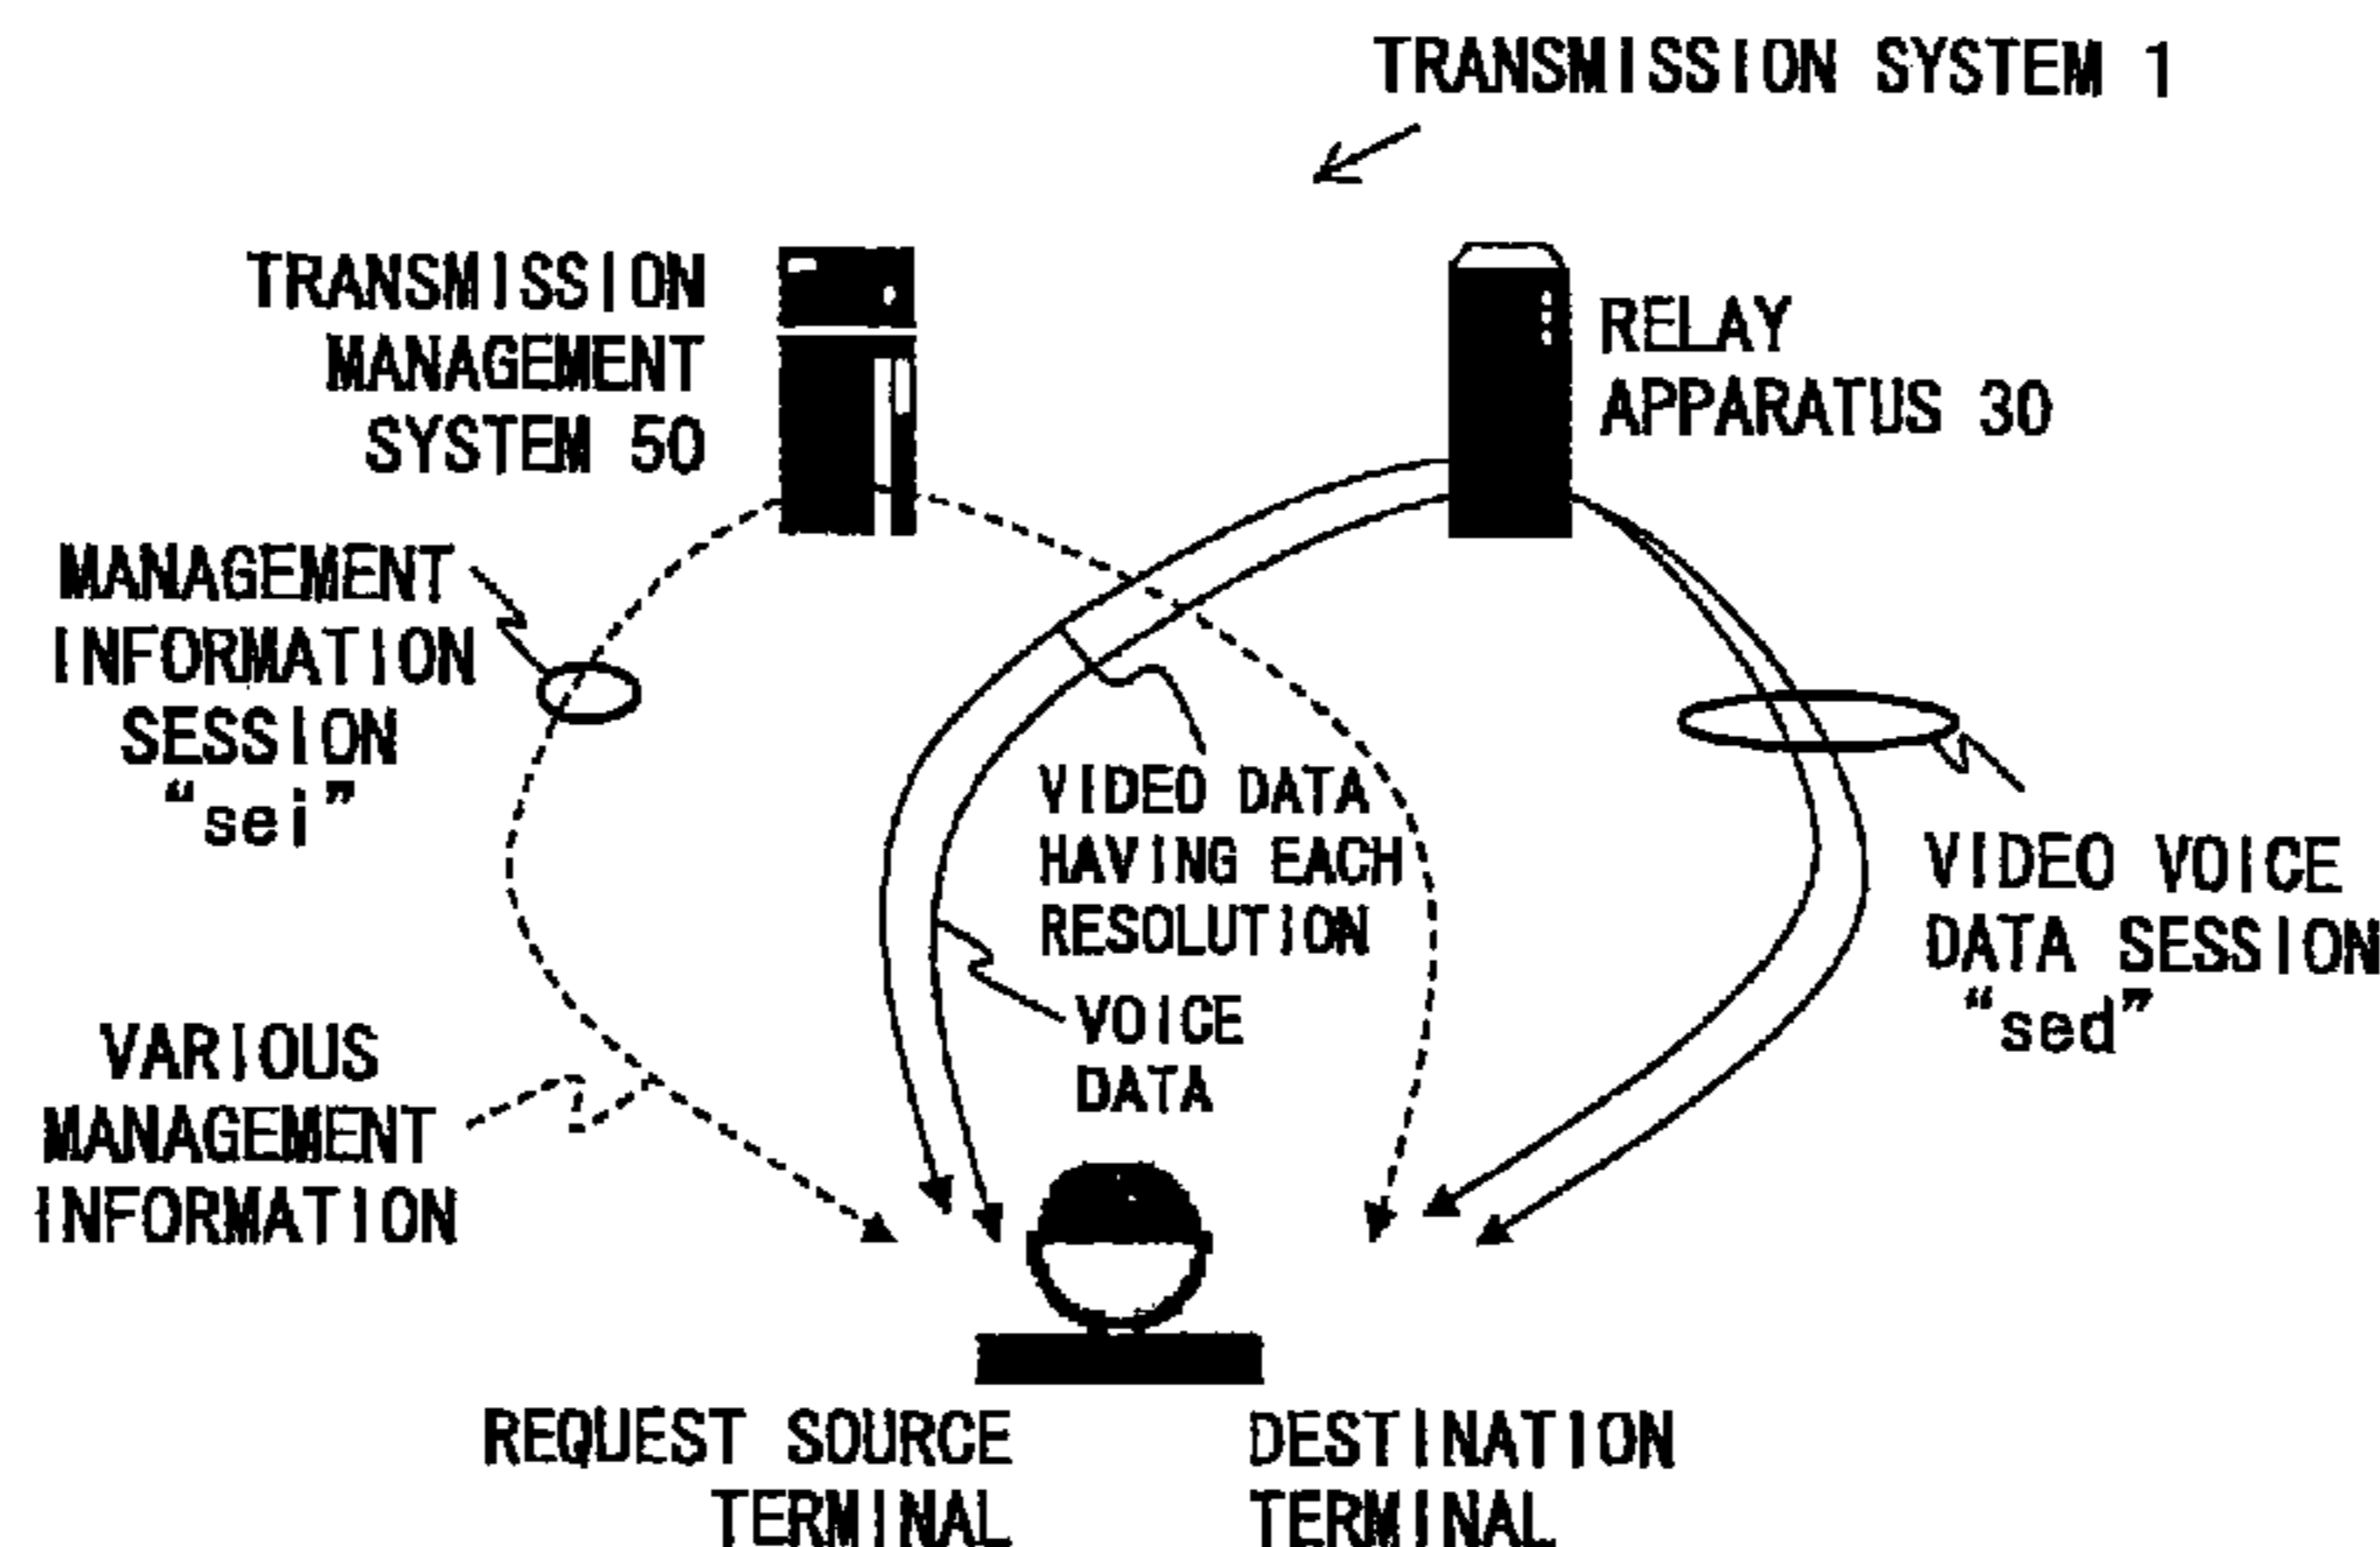 TRANSMISSION SYSTEM 1
TRANSMISSION
MANAGEMENT
SYSTEM 50
RELAY
APPARATUS 30
MANAGEMENT
INFORMATION
SESSION
“sei”
VIDEO DATA
HAVING EACH
RESOLUTION
VIDEO VOICE
DATA SESSION
“sed”
VOICE
DATA
VARIOUS
MANAGEMENT
INFORMATION
REQUEST SOURCE
TERMINAL
DESTINATION
TERMINAL